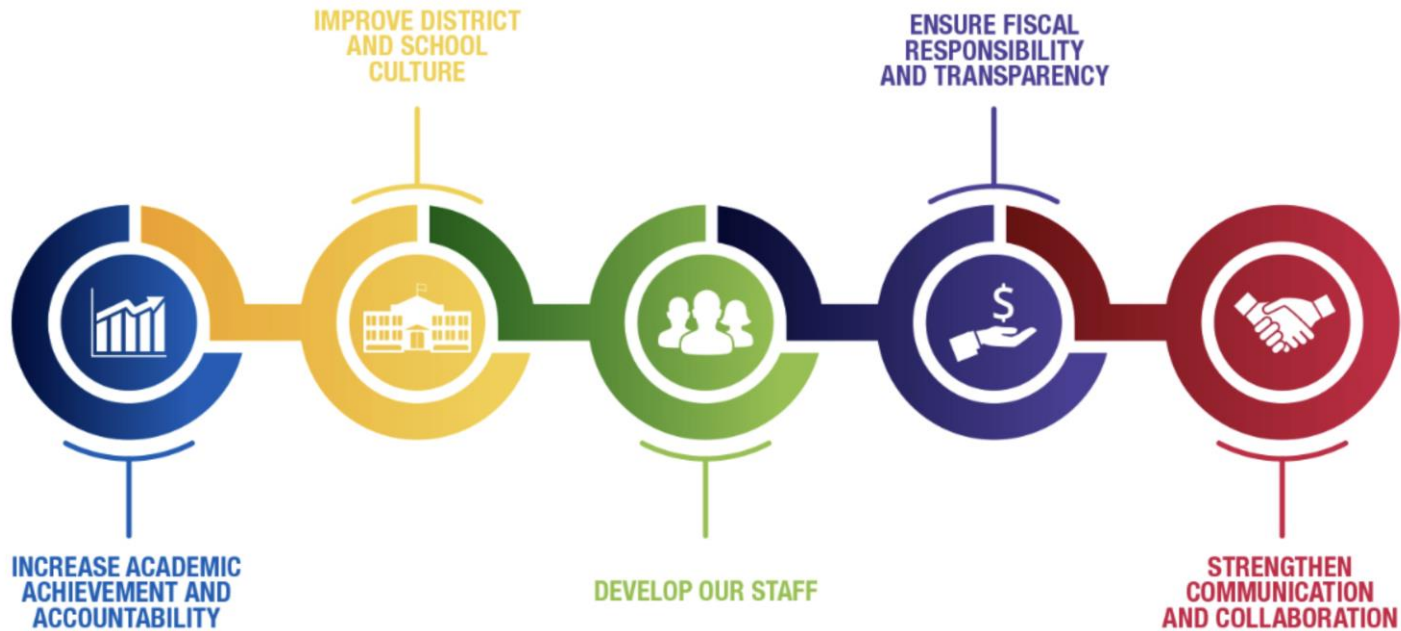 IMPROVE DISTRICT
AND SCHOOL
CULTURE
ENSURE FISCAL
RESPONSIBILITY
AND TRANSPARENCY
$
INCREASE ACADEMIC
ACHIEVEMENT AND
ACCOUNTABILITY
DEVELOP OUR STAFF
STRENGTHEN
COMMUNICATION
AND COLLABORATION